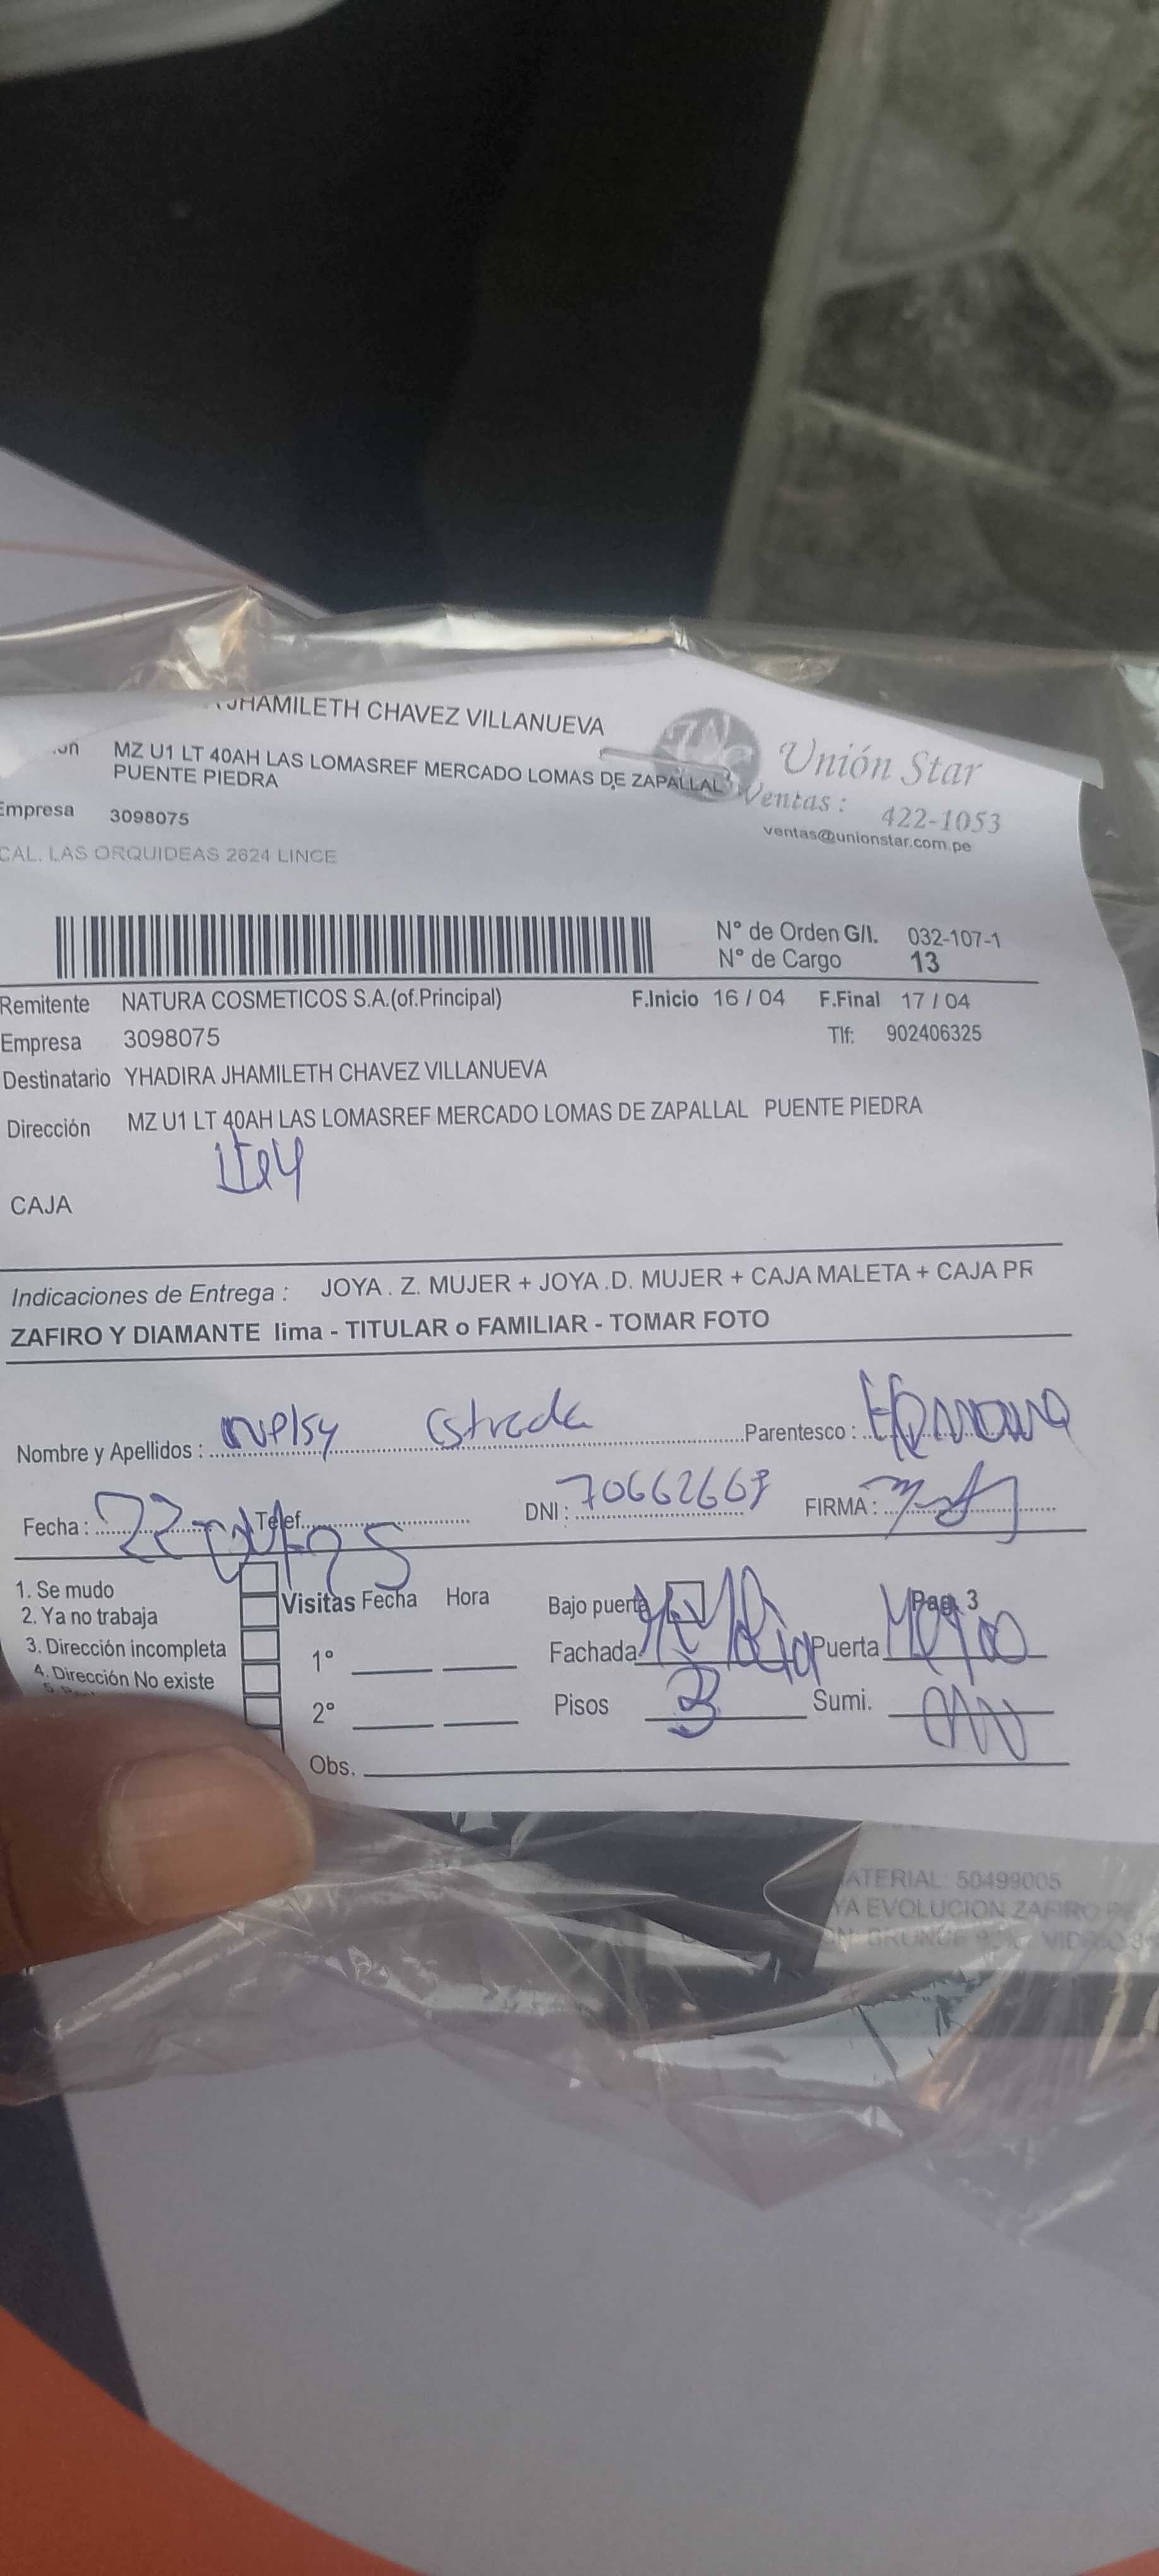 JHAMILETH CHAVEZ VILLANUEVA
MZ U1 LT 40AH LAS LOMASREF MERCADO LOMAS DE ZAPALLAL
PUENTE PIEDRA
Unión Star
Ventas : 422-1053
ventas@unionstar.com.pe
Empresa 3098075
CAL. LAS ORQUIDEAS 2624 LINCE
N° de Orden G/I. 032-107-1
N° de Cargo 13
Remitente NATURA COSMETICOS S.A.(of.Principal) F.Inicio 16 / 04 F.Final 17 / 04
Empresa 3098075 Tlf: 902406325
Destinatario YHADIRA JHAMILETH CHAVEZ VILLANUEVA
Dirección MZ U1 LT 40AH LAS LOMASREF MERCADO LOMAS DE ZAPALLAL PUENTE PIEDRA
CAJA
Indicaciones de Entrega : JOYA . Z. MUJER + JOYA .D. MUJER + CAJA MALETA + CAJA PR
ZAFIRO Y DIAMANTE lima - TITULAR o FAMILIAR - TOMAR FOTO
Nombre y Apellidos : Estrada Parentesco : Hermana
Fecha : 22 Telef. DNI : FIRMA :
1. Se mudo
2. Ya no trabaja
3. Dirección incompleta
4. Dirección No existe
Visitas Fecha Hora
1°
2°
Obs.
Bajo puerta Pag. 3
Fachada Puerta
Pisos 3 Sumi.
ATERIAL: 50499005
YA EVOLUCION ZAFIRO